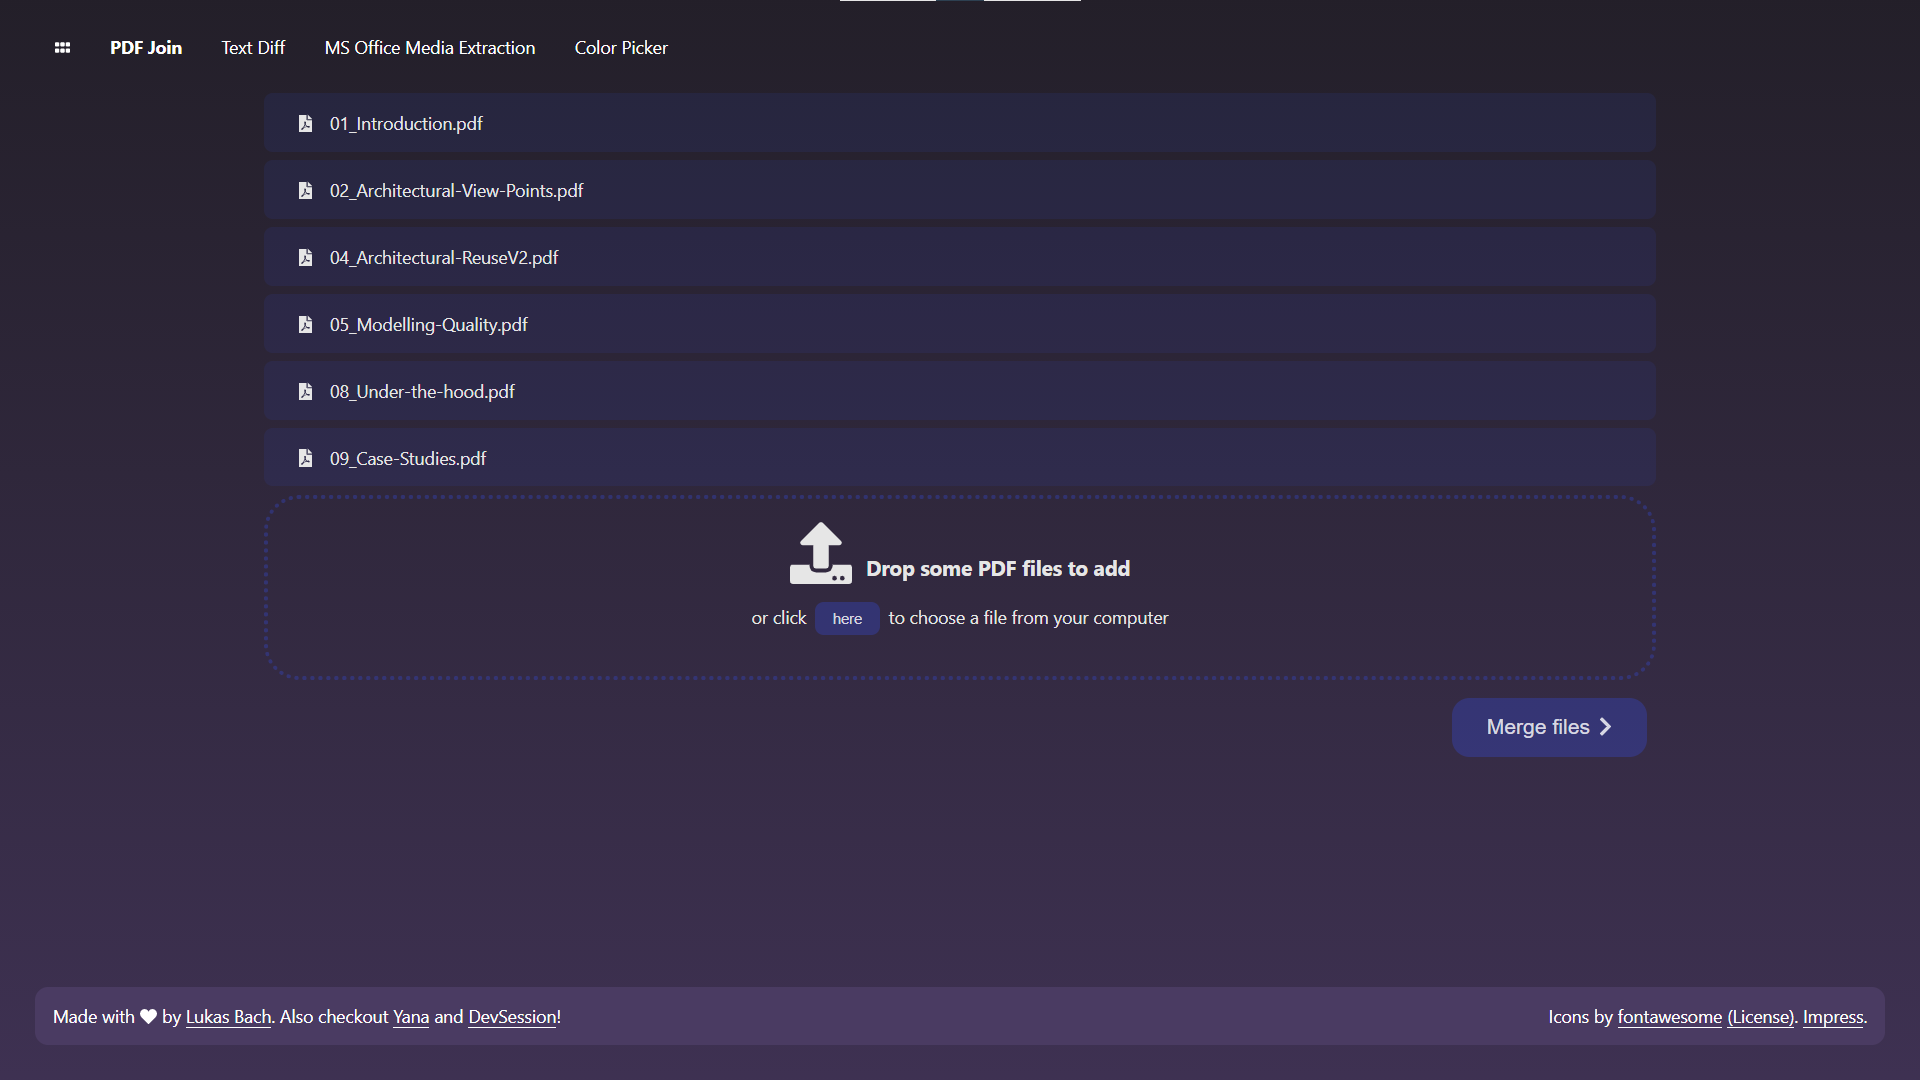 PDF Join Text Diff MS Office Media Extraction Color Picker
01_Introduction.pdf
02_Architectural-View-Points.pdf
04_Architectural-ReuseV2.pdf
05_Modelling-Quality.pdf
08_Under-the-hood.pdf
09_Case-Studies.pdf
Drop some PDF files to add
or click here to choose a file from your computer
Merge files
Made with by Lukas Bach. Also checkout Yana and DevSession!
Icons by fontawesome (License). Impress.